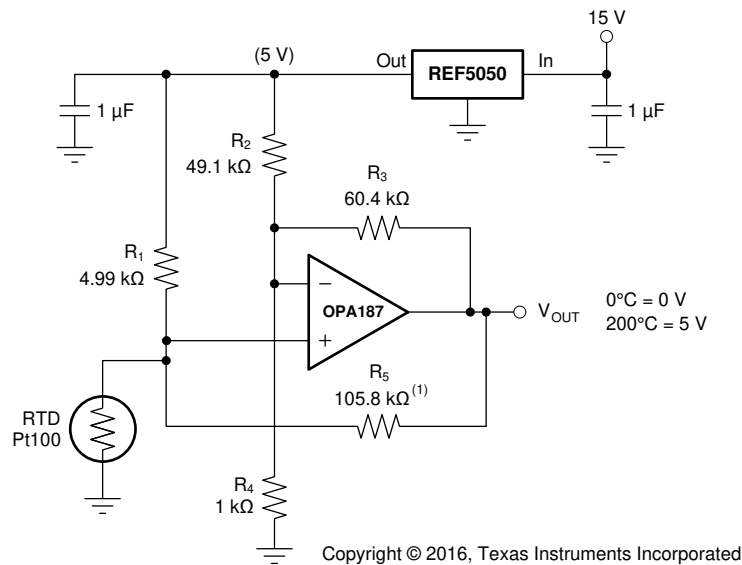 15 V
(5 V)
Out
REF5050
In
1 µF
1 µF
R2
49.1 kΩ
R3
60.4 kΩ
R1
4.99 kΩ
−
OPA187
+
VOUT
0°C = 0 V
200°C = 5 V
R5
105.8 kΩ(1)
RTD
Pt100
R4
1 kΩ
Copyright © 2016, Texas Instruments Incorporated